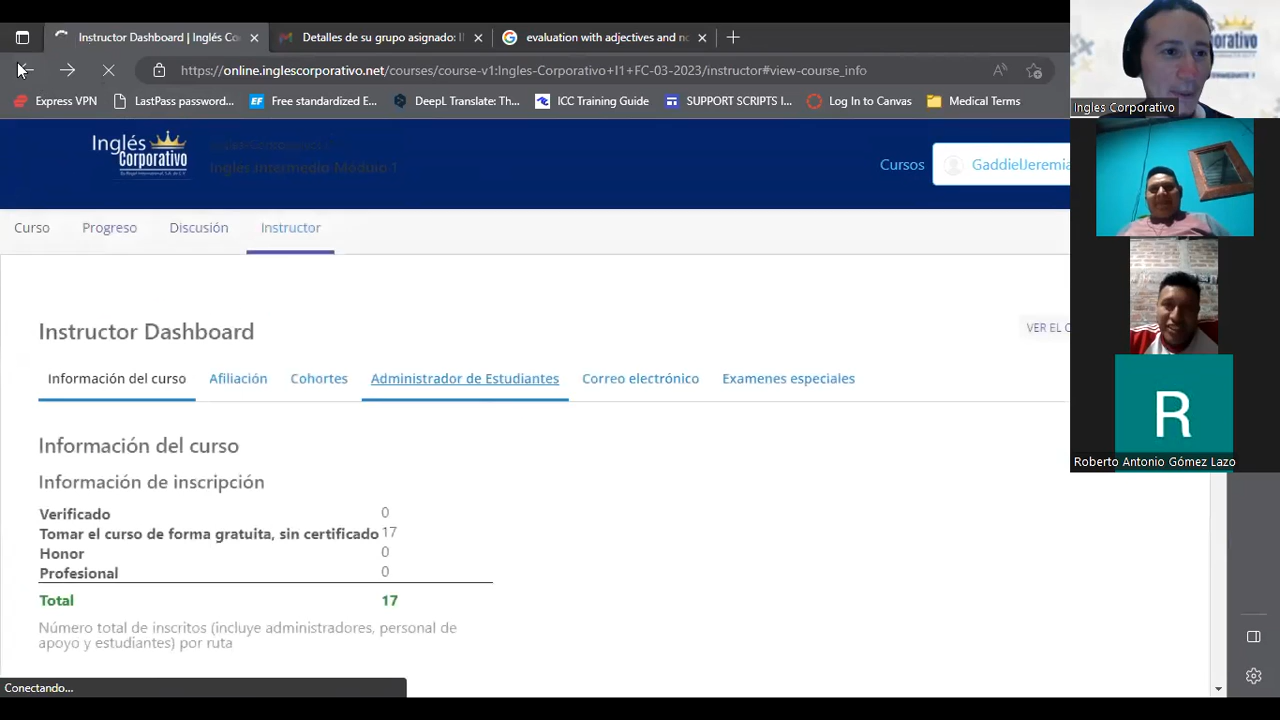 Instructor Dashboard | Inglés Co
Detalles de su grupo asignado: I
evaluation with adjectives and no
https://online.inglescorporativo.net/courses/course-v1:Ingles-Corporativo+I1+FC-03-2023/instructor#view-course_info
Express VPN
LastPass password...
Free standardized E...
DeepL Translate: Th...
ICC Training Guide
SUPPORT SCRIPTS I...
Log In to Canvas
Medical Terms
Inglés
Corporativo
Inglés Intermedio Módulo 1
Cursos
GaddielJeremia
Curso
Progreso
Discusión
Instructor
Instructor Dashboard
VER EL C
Información del curso
Afiliación
Cohortes
Administrador de Estudiantes
Correo electrónico
Examenes especiales
Información del curso
Información de inscripción
Verificado 0
Tomar el curso de forma gratuita, sin certificado 17
Honor 0
Profesional 0
Total 17
Número total de inscritos (incluye administradores, personal de
apoyo y estudiantes) por ruta
Conectando...
Ingles Corporativo
R
Roberto Antonio Gómez Lazo